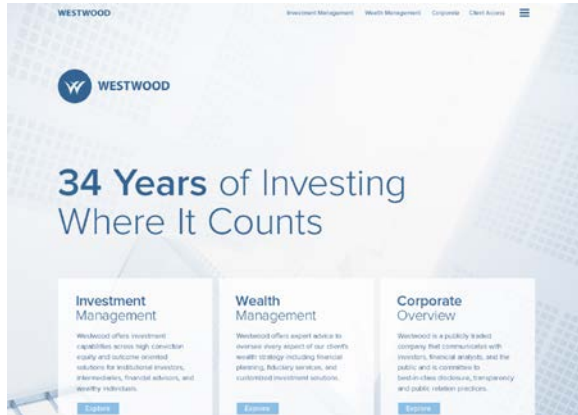 WESTWOOD
Investment Management Wealth Management Corporate Client Access
WESTWOOD
34 Years of Investing
Where It Counts
Investment
Management
Westwood offers investment
capabilities across high conviction
equity and outcome oriented
solutions for institutional investors,
intermediaries, financial advisors, and
wealthy individuals.
Explore
Wealth
Management
Westwood offers expert advice to
oversee every aspect of our client's
wealth strategy including financial
planning, fiduciary services, and
customized investment solutions.
Explore
Corporate
Overview
Westwood is a publicly traded
company that communicates with
investors, financial analysts, and the
public and is committed to
best-in-class disclosure, transparency
and public relation practices.
Explore